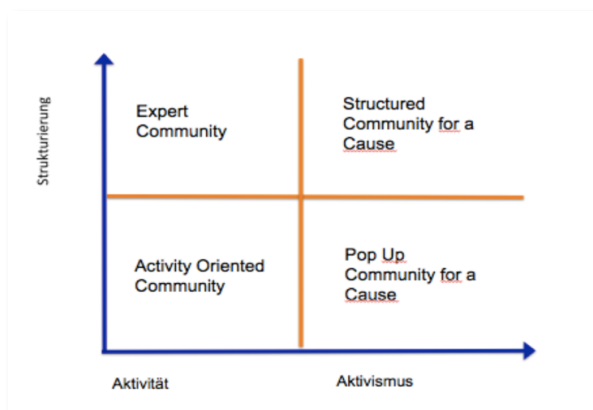 Strukturierung
Expert
Community
Structured
Community for a
Cause
Activity Oriented
Community
Pop Up
Community for a
Cause
Aktivität
Aktivismus